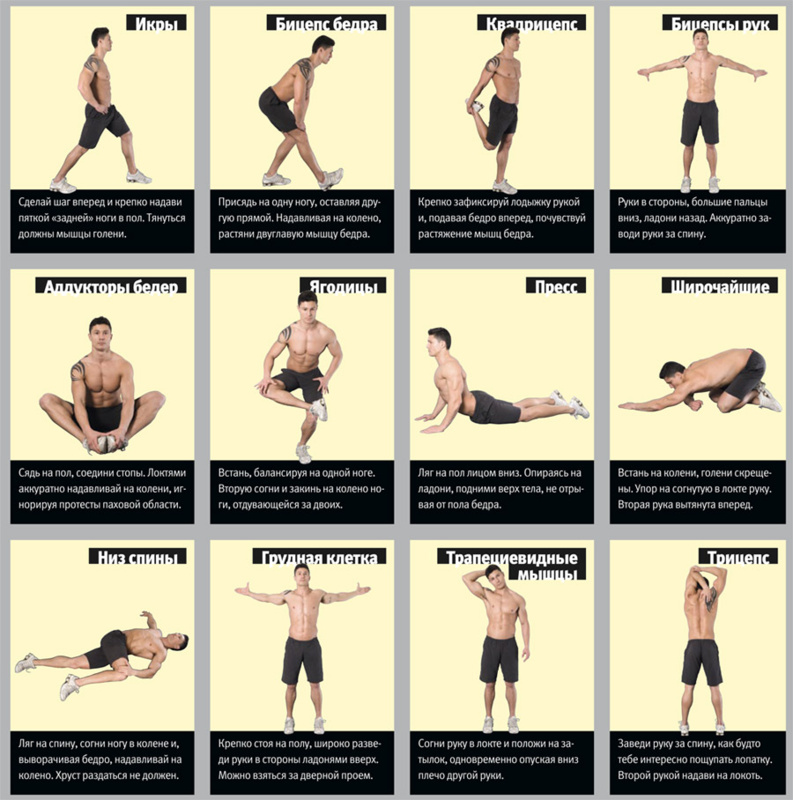 Икры
Сделай шаг вперед и крепко надави
пяткой «задней» ноги в пол. Тянуться
должны мышцы голени.
Бицепс бедра
Присядь на одну ногу, оставляя дру-
гую прямой. Надавливая на колено,
растяни двуглавую мышцу бедра.
Квадрицепс
Крепко зафиксируй лодыжку рукой
и, подавая бедро вперед, почувствуй
растяжение мышц бедра.
Бицепсы рук
Руки в стороны, большие пальцы
вниз, ладони назад. Аккуратно за-
води руки за спину.
Аддукторы бедер
Сядь на пол, соедини стопы. Локтями
аккуратно надавливай на колени, иг-
норируя протесты паховой области.
Ягодицы
Встань, балансируя на одной ноге.
Вторую согни и закинь на колено но-
ги, отдувающейся за двоих.
Пресс
Ляг на пол лицом вниз. Опираясь на
ладони, подними верх тела, не отры-
вая от пола бедра.
Широчайшие
Встань на колени, голени скреще-
ны. Упор на согнутую в локте руку.
Вторая рука вытянута вперед.
Низ спины
Ляг на спину, согни ногу в колене и,
выворачивая бедро, надавливай на
колено. Хруст раздаться не должен.
Грудная клетка
Крепко стоя на полу, широко разве-
ди руки в стороны ладонями вверх.
Можно взяться за дверной проем.
Трапециевидные
мышцы
Согни руку в локте и положи на за-
тылок, одновременно опуская вниз
плечо другой руки.
Трицепс
Заведи руку за спину, как будто
тебе интересно пощупать лопатку.
Второй рукой надави на локоть.